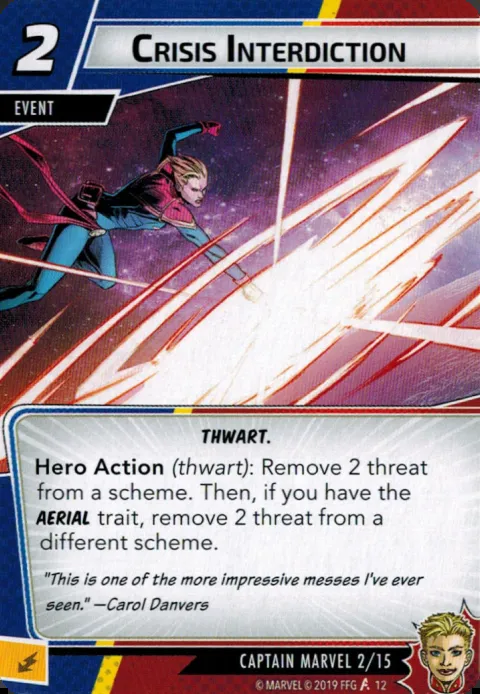 2
CRISIS INTERDICTION
EVENT
THWART.
Hero Action (thwart): Remove 2 threat
from a scheme. Then, if you have the
AERIAL trait, remove 2 threat from a
different scheme.
"This is one of the more impressive messes I've ever
seen." —Carol Danvers
CAPTAIN MARVEL 2/15
© MARVEL © 2019 FFG 12